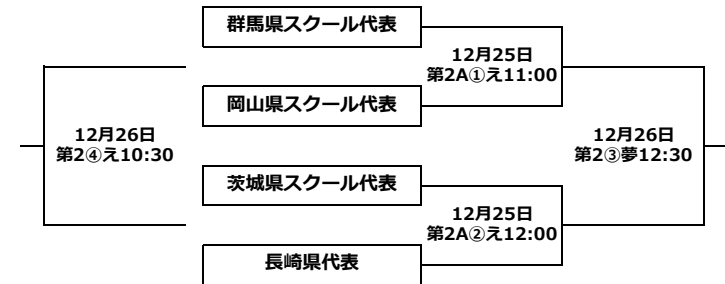 群馬県スクール代表
12月25日
第2A①え11:00
岡山県スクール代表
12月26日
第2④え10:30
12月26日
第2③夢12:30
茨城県スクール代表
12月25日
第2A②え12:00
長崎県代表